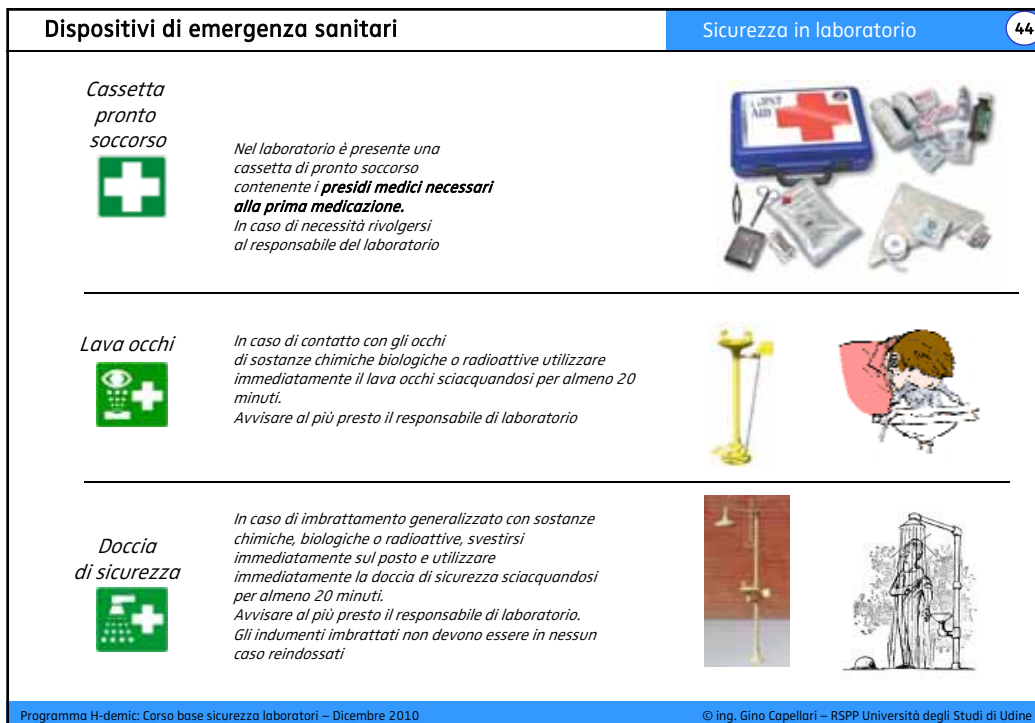 Dispositivi di emergenza sanitari
Sicurezza in laboratorio
44
Cassetta
pronto
soccorso
Nel laboratorio è presente una
cassetta di pronto soccorso
contenente i presidi medici necessari
alla prima medicazione.
In caso di necessità rivolgersi
al responsabile del laboratorio
FIRST
AID
Lava occhi
In caso di contatto con gli occhi
di sostanze chimiche biologiche o radioattive utilizzare
immediatamente il lava occhi sciacquandosi per almeno 20
minuti.
Avvisare al più presto il responsabile di laboratorio
Doccia
di sicurezza
In caso di imbrattamento generalizzato con sostanze
chimiche, biologiche o radioattive, svestirsi
immediatamente sul posto e utilizzare
immediatamente la doccia di sicurezza sciacquandosi
per almeno 20 minuti.
Avvisare al più presto il responsabile di laboratorio.
Gli indumenti imbrattati non devono essere in nessun
caso reindossati
Programma H-demic: Corso base sicurezza laboratori – Dicembre 2010
© ing. Gino Capellari – RSPP Università degli Studi di Udine